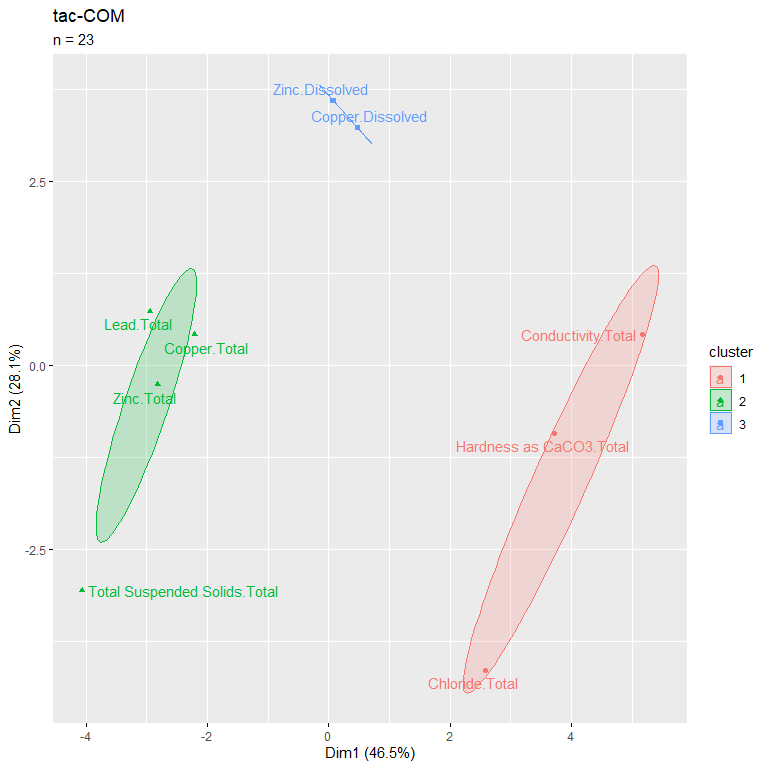 tac-COM
n = 23
Zinc.Dissolved
Copper.Dissolved
2.5
Lead.Total
Conductivity.Total
Copper.Total
cluster
0.0
1
Zinc.Total
2
Dim2 (28.1%)
3
Hardness as CaCO3.Total
-2.5
Total Suspended Solids.Total
Chloride.Total
-4 -2 0 2 4
Dim1 (46.5%)